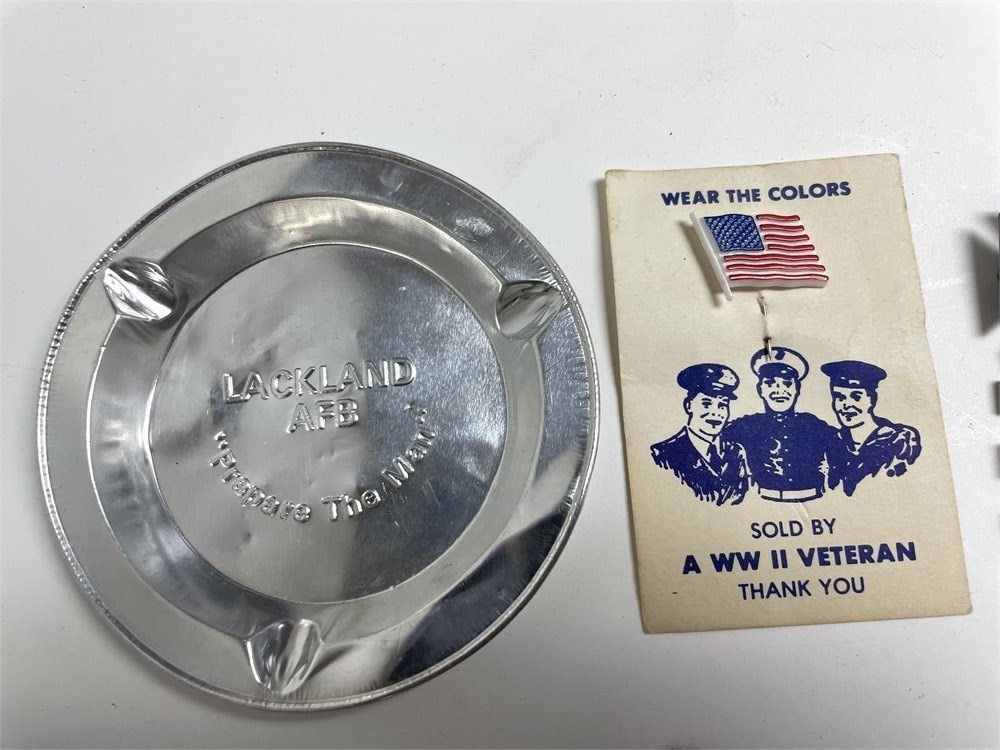 LACKLAND
AFB
"Prepare The Man"
WEAR THE COLORS
SOLD BY
A WW II VETERAN
THANK YOU